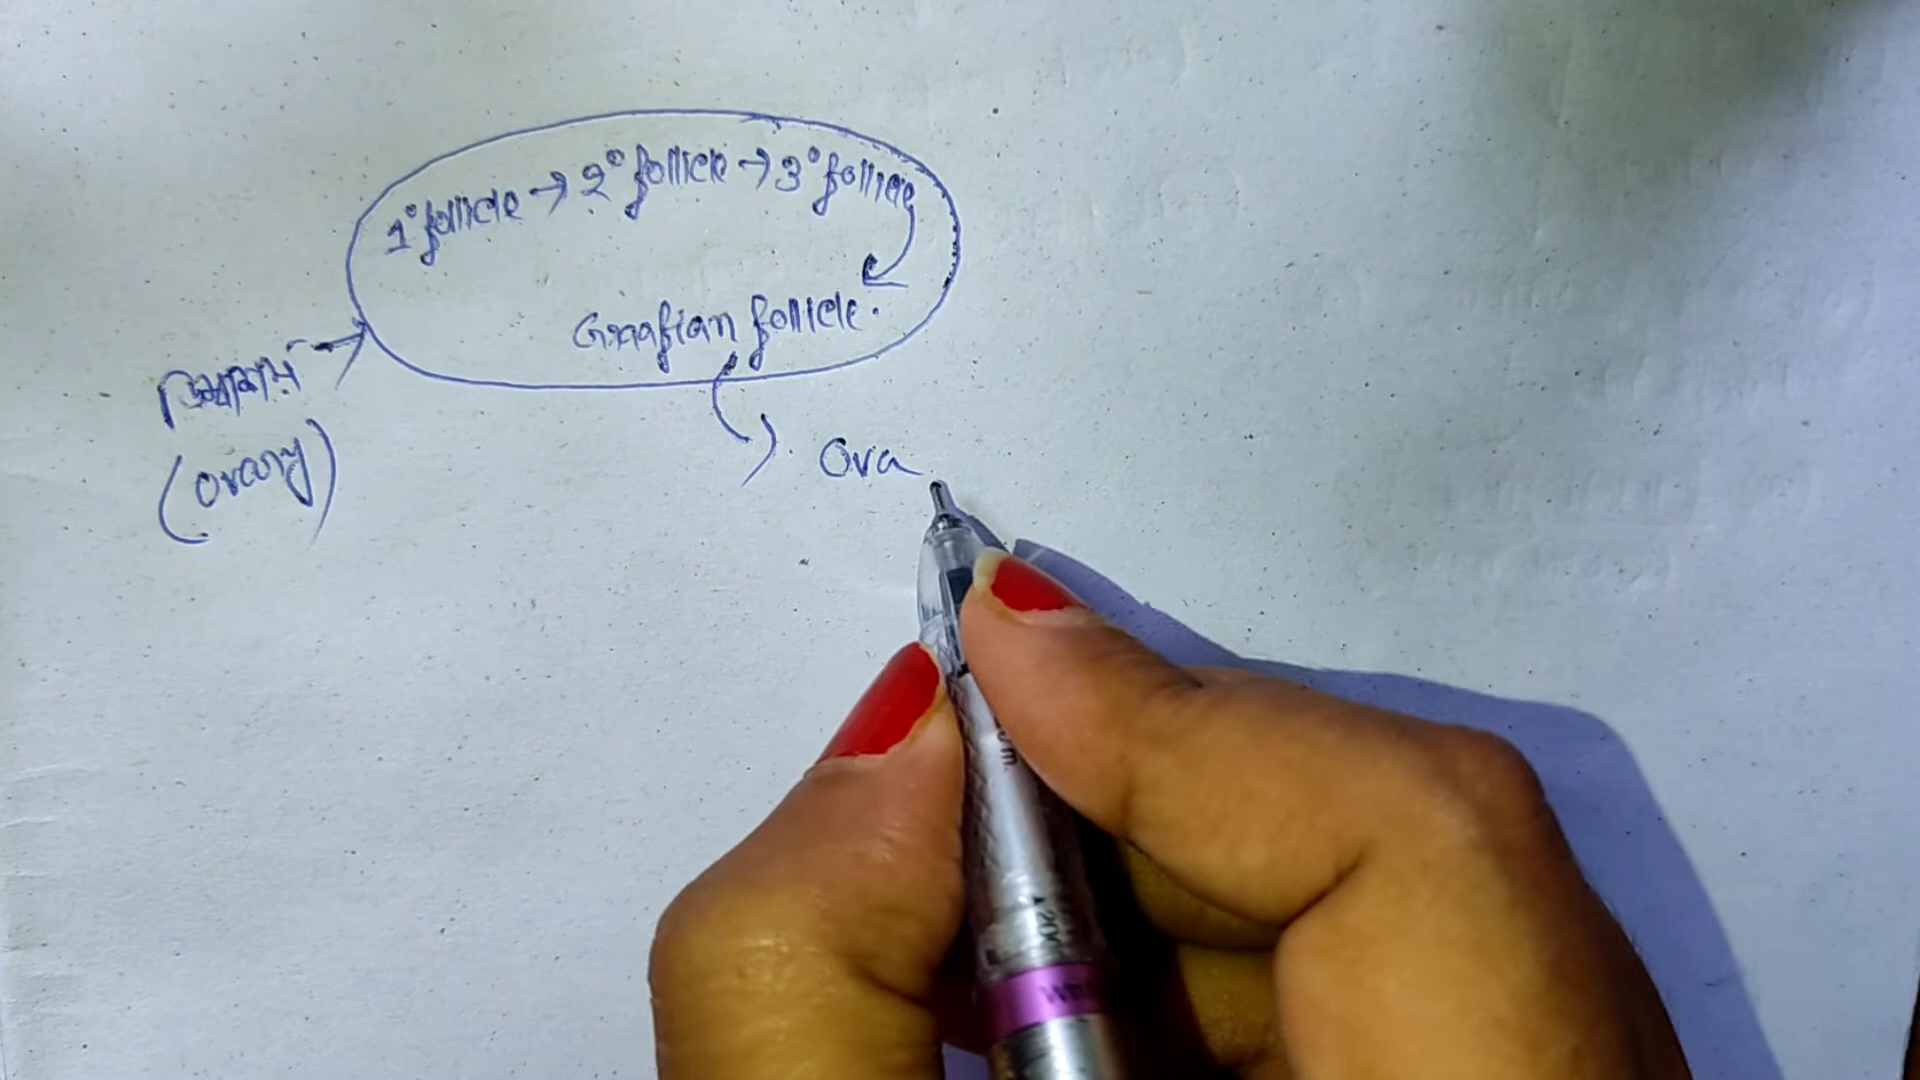 1° follicle → 2° follicle → 3° follicle
Graafian follicle.
ডিম্বাশয় →
(ovary)
Ova